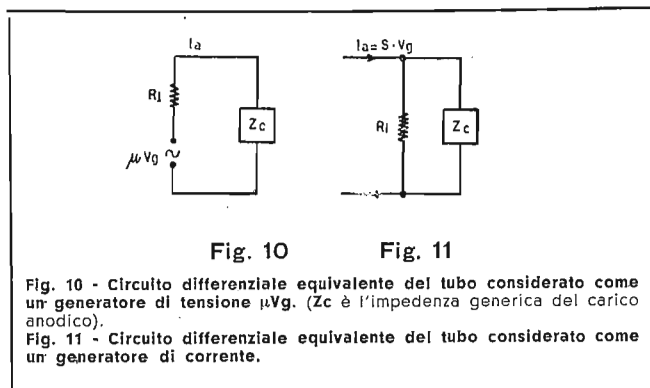 Ia
Ia=S·Vg
Ri
Zc
μVg
Ri
Zc
Fig. 10
Fig. 11
Fig. 10 - Circuito differenziale equivalente del tubo considerato come
un generatore di tensione μVg. (Zc è l'impedenza generica del carico
anodico).
Fig. 11 - Circuito differenziale equivalente del tubo considerato come
un generatore di corrente.